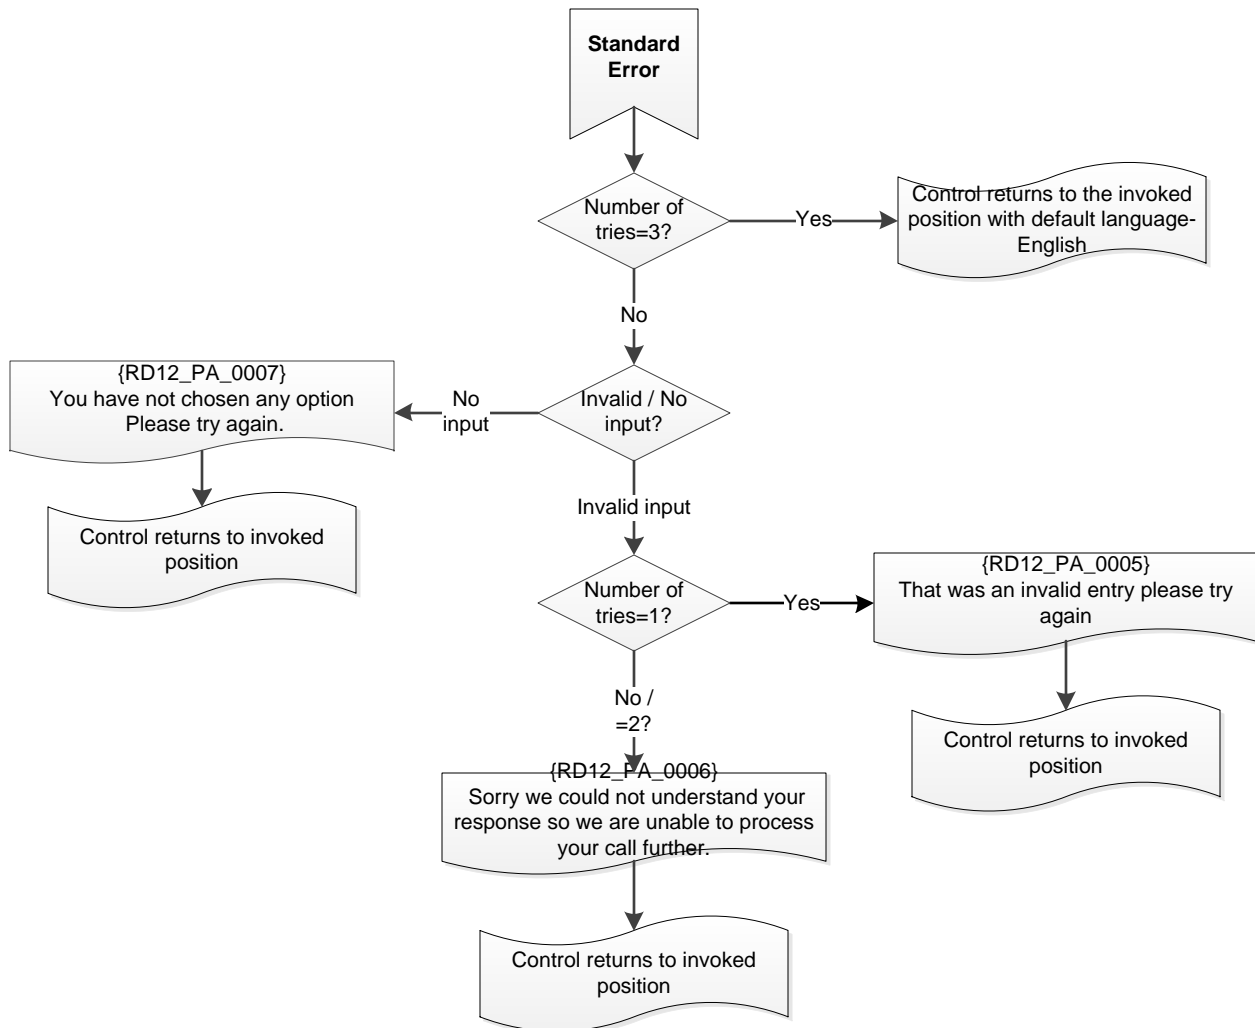 Standard
Error
Number of
tries=3?
Yes
Control returns to the invoked
position with default language-
English
No
{RD12_PA_0007}
You have not chosen any option
Please try again.
No
input
Invalid / No
input?
Control returns to invoked
position
Invalid input
Number of
tries=1?
Yes
{RD12_PA_0005}
That was an invalid entry please try
again
No /
=2?
Control returns to invoked
position
{RD12_PA_0006}
Sorry we could not understand your
response so we are unable to process
your call further.
Control returns to invoked
position